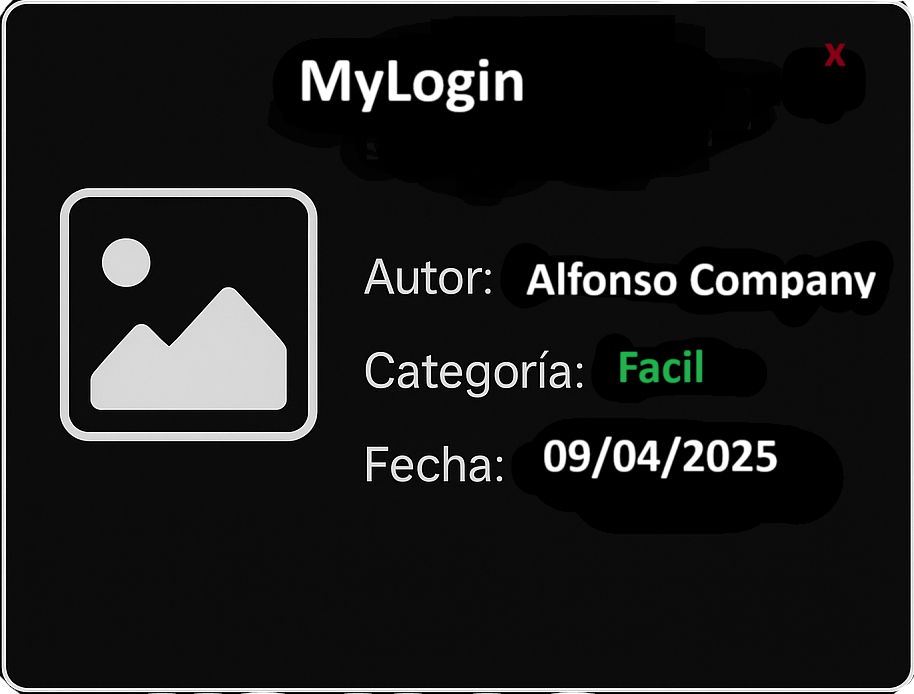 MyLogin
X
Autor: Alfonso Company
Categoría: Facil
Fecha: 09/04/2025